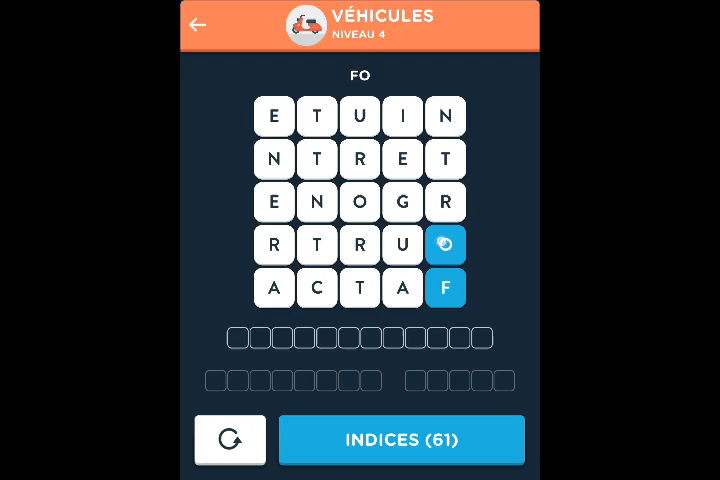 VÉHICULES
NIVEAU 4
FO
E T U I N
N T R E T
E N O G R
R T R U O
A C T A F
INDICES (61)